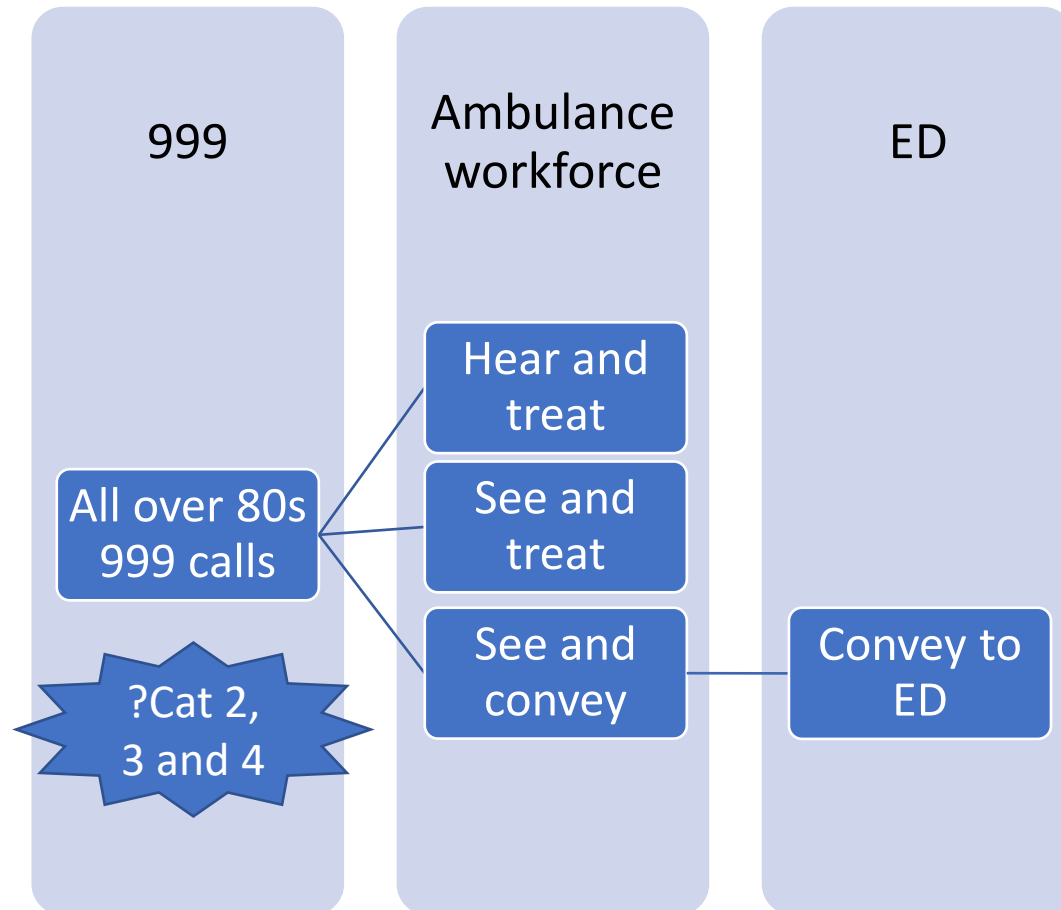 999
Ambulance
workforce
ED
Hear and
treat
All over 80s
999 calls
See and
treat
See and
convey
Convey to
ED
?Cat 2,
3 and 4